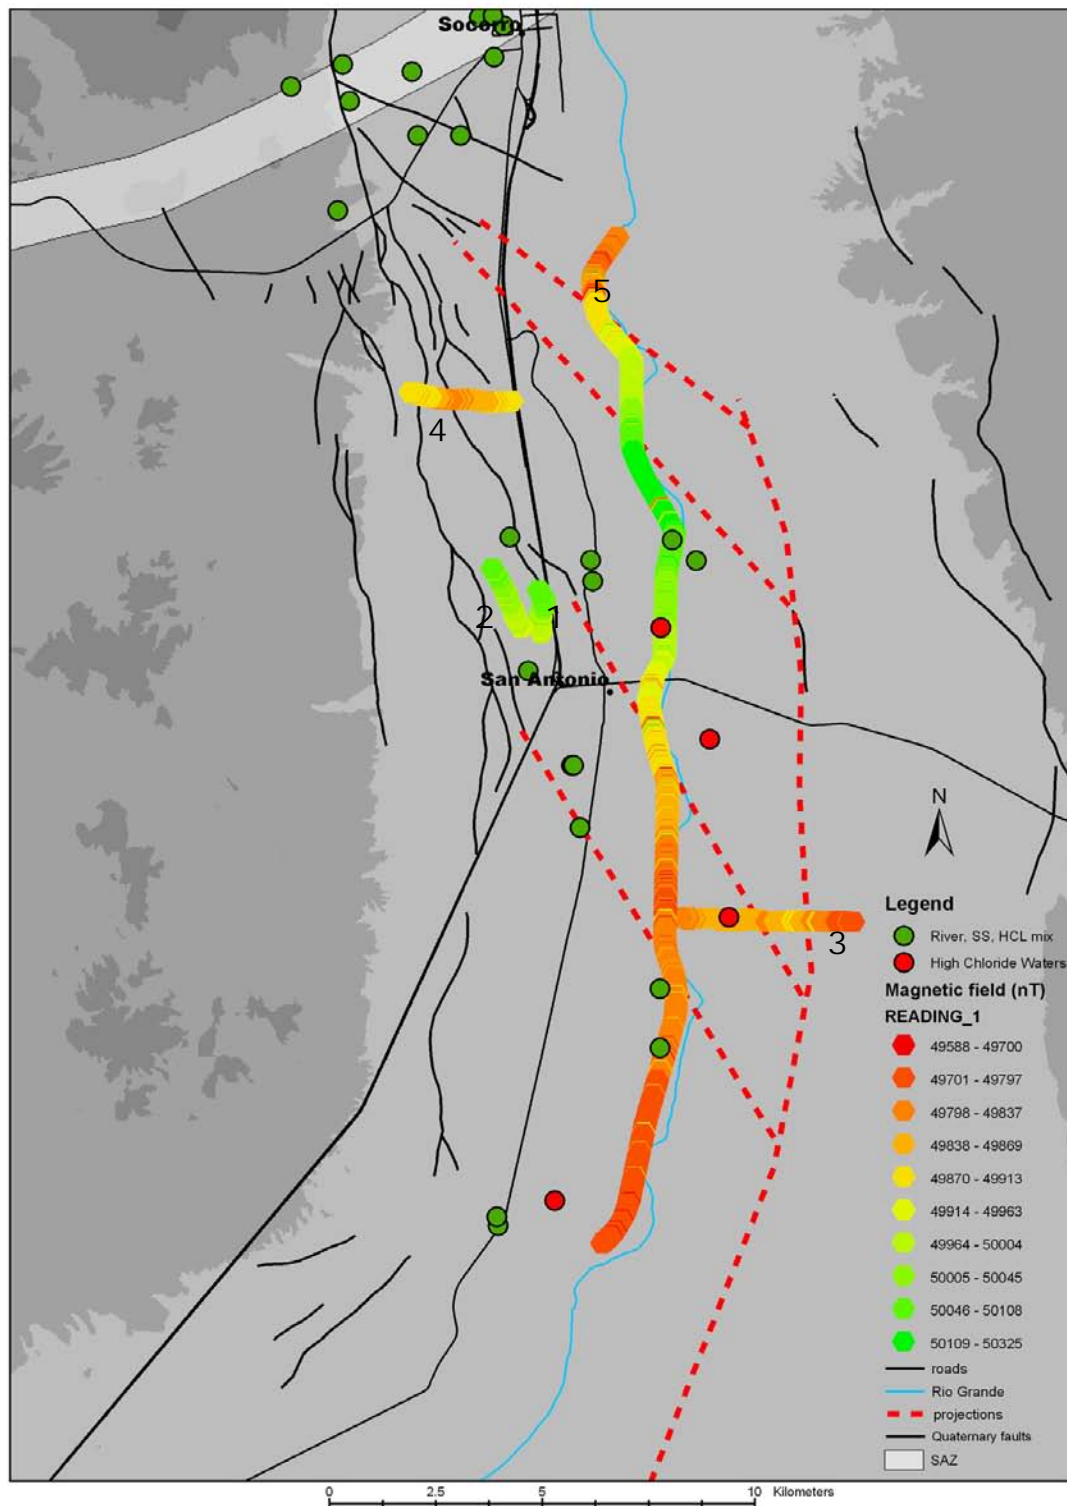 Socorro
5
4
2
1
San Antonio
3
N
Legend
River, SS, HCL mix
High Chloride Waters
Magnetic field (nT)
READING_1
49588 - 49700
49701 - 49797
49798 - 49837
49838 - 49869
49870 - 49913
49914 - 49963
49964 - 50004
50005 - 50045
50046 - 50108
50109 - 50325
roads
Rio Grande
projections
Quaternary faults
SAZ
0 2.5 5 10 Kilometers